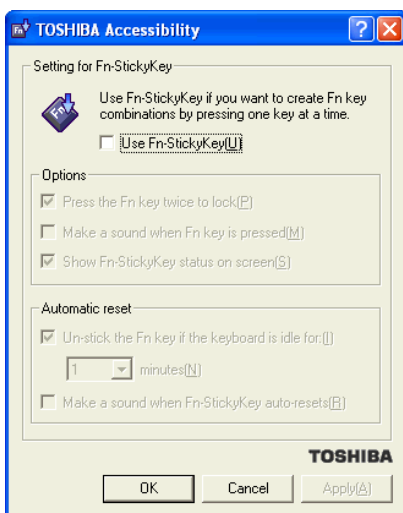 TOSHIBA Accessibility
Setting for Fn-StickyKey
Fn
Use Fn-StickyKey if you want to create Fn key
combinations by pressing one key at a time.
Use Fn-StickyKey(U)
Options
Press the Fn key twice to lock(P)
Make a sound when Fn key is pressed(M)
Show Fn-StickyKey status on screen(S)
Automatic reset
Un-stick the Fn key if the keyboard is idle for:(I)
1 minutes(N)
Make a sound when Fn-StickyKey auto-resets(R)
TOSHIBA
OK Cancel Apply(A)